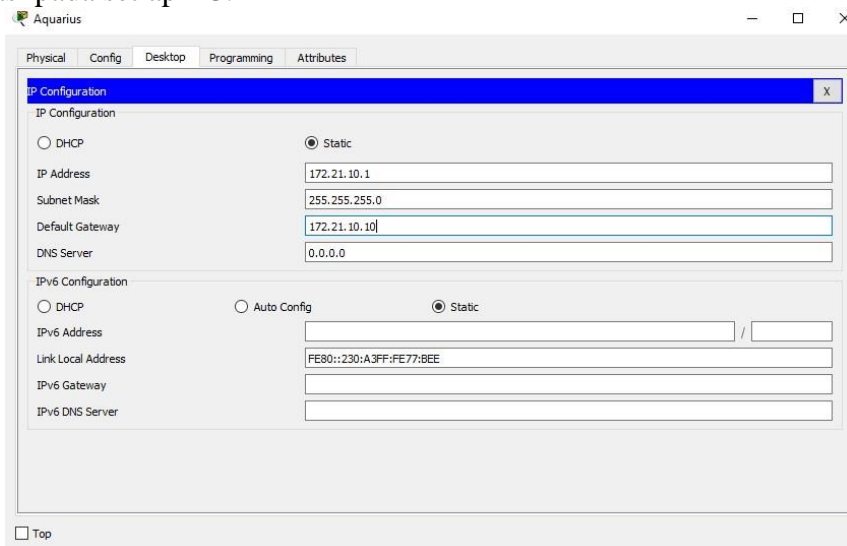 Aquarius
Physical Config Desktop Programming Attributes
IP Configuration X
IP Configuration
DHCP Static
IP Address 172.21.10.1
Subnet Mask 255.255.255.0
Default Gateway 172.21.10.10
DNS Server 0.0.0.0
IPv6 Configuration
DHCP Auto Config Static
IPv6 Address /
Link Local Address FE80::230:A3FF:FE77:BEE
IPv6 Gateway
IPv6 DNS Server
Top